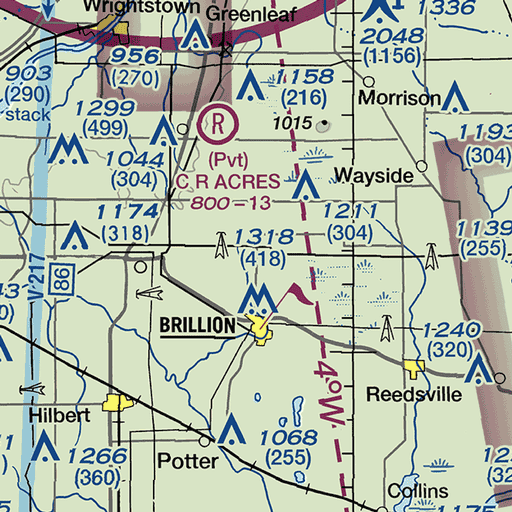 Wrightstown
Greenleaf
1336
2048
(1156)
956
(270)
903
(290)
stack
1158
(216)
Morrison
1299
(499)
R
1015
1193
(304)
1044
(304)
(Pvt)
C R ACRES
800-13
Wayside
1174
(318)
1211
(304)
1318
(418)
1139
(255)
V 217
86
BRILLION
1240
(320)
4°W
Reedsville
Hilbert
1068
(255)
1266
(360)
Potter
Collins
1175